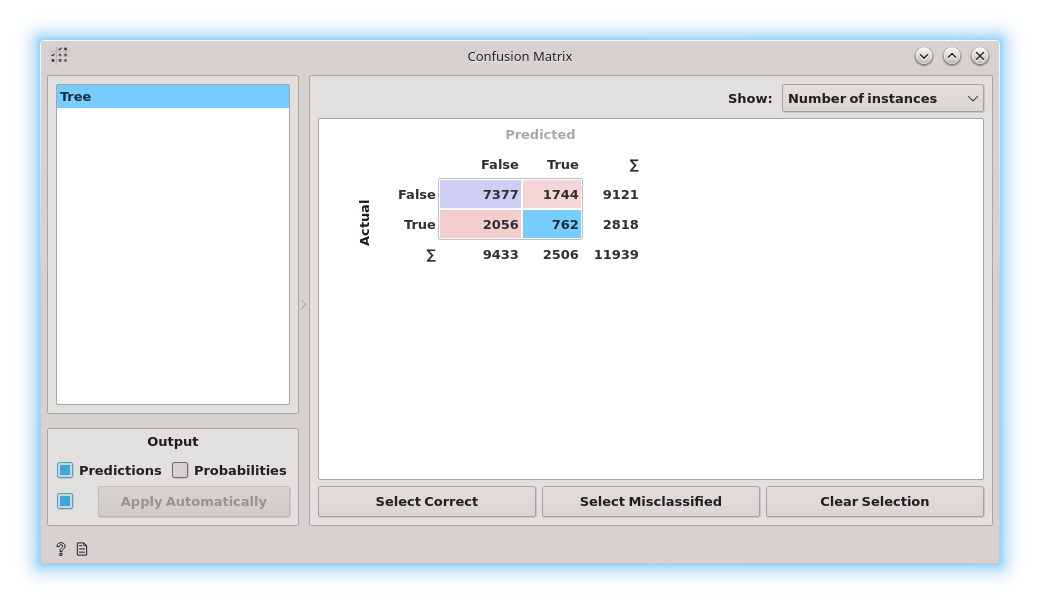 Confusion Matrix
Tree
Show: Number of instances
Predicted
False True ∑
Actual
False 7377 1744 9121
True 2056 762 2818
∑ 9433 2506 11939
Output
Predictions Probabilities
Apply Automatically
Select Correct Select Misclassified Clear Selection
?